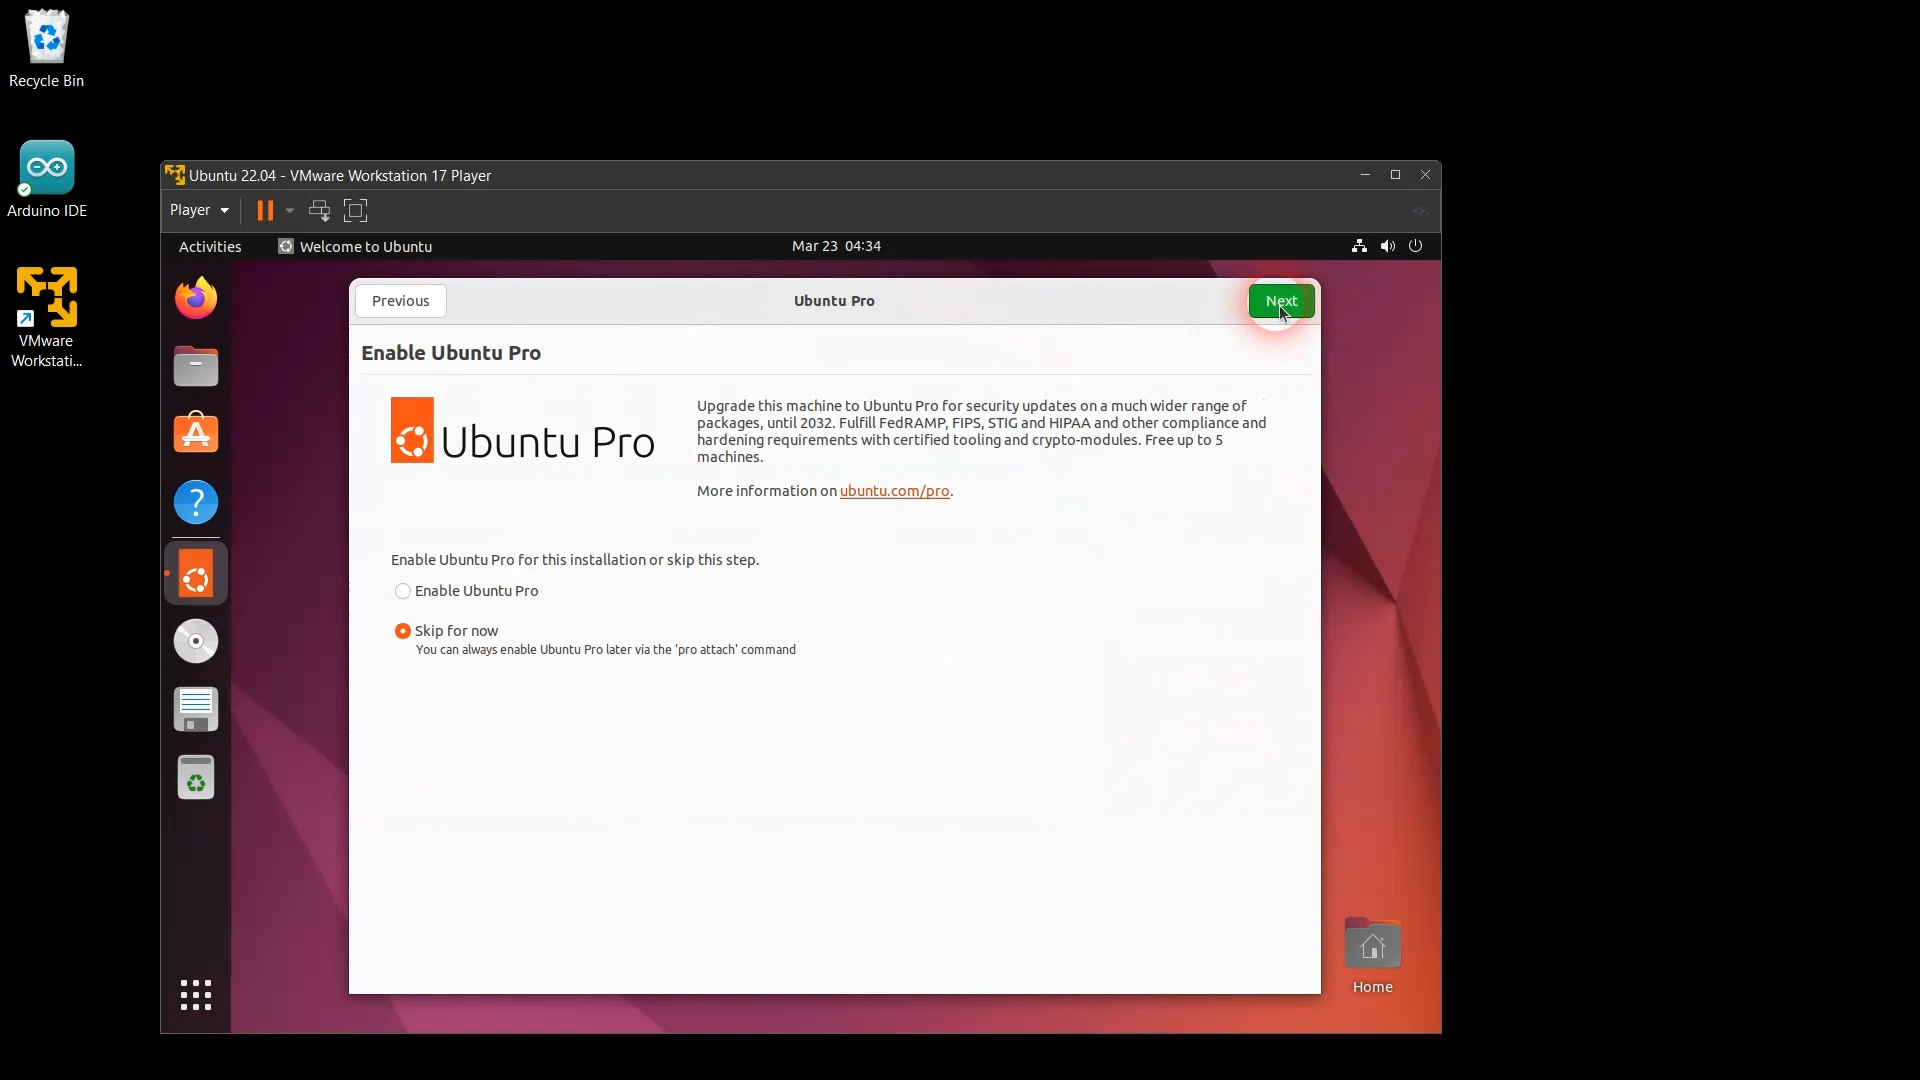 Recycle Bin
Arduino IDE
VMware
Workstati...
Ubuntu 22.04 - VMware Workstation 17 Player
Player
Activities
Welcome to Ubuntu
Mar 23 04:34
Previous
Ubuntu Pro
Next
Enable Ubuntu Pro
Ubuntu Pro
Upgrade this machine to Ubuntu Pro for security updates on a much wider range of
packages, until 2032. Fulfill FedRAMP, FIPS, STIG and HIPAA and other compliance and
hardening requirements with certified tooling and crypto-modules. Free up to 5
machines.
More information on ubuntu.com/pro.
Enable Ubuntu Pro for this installation or skip this step.
Enable Ubuntu Pro
Skip for now
You can always enable Ubuntu Pro later via the 'pro attach' command
Home